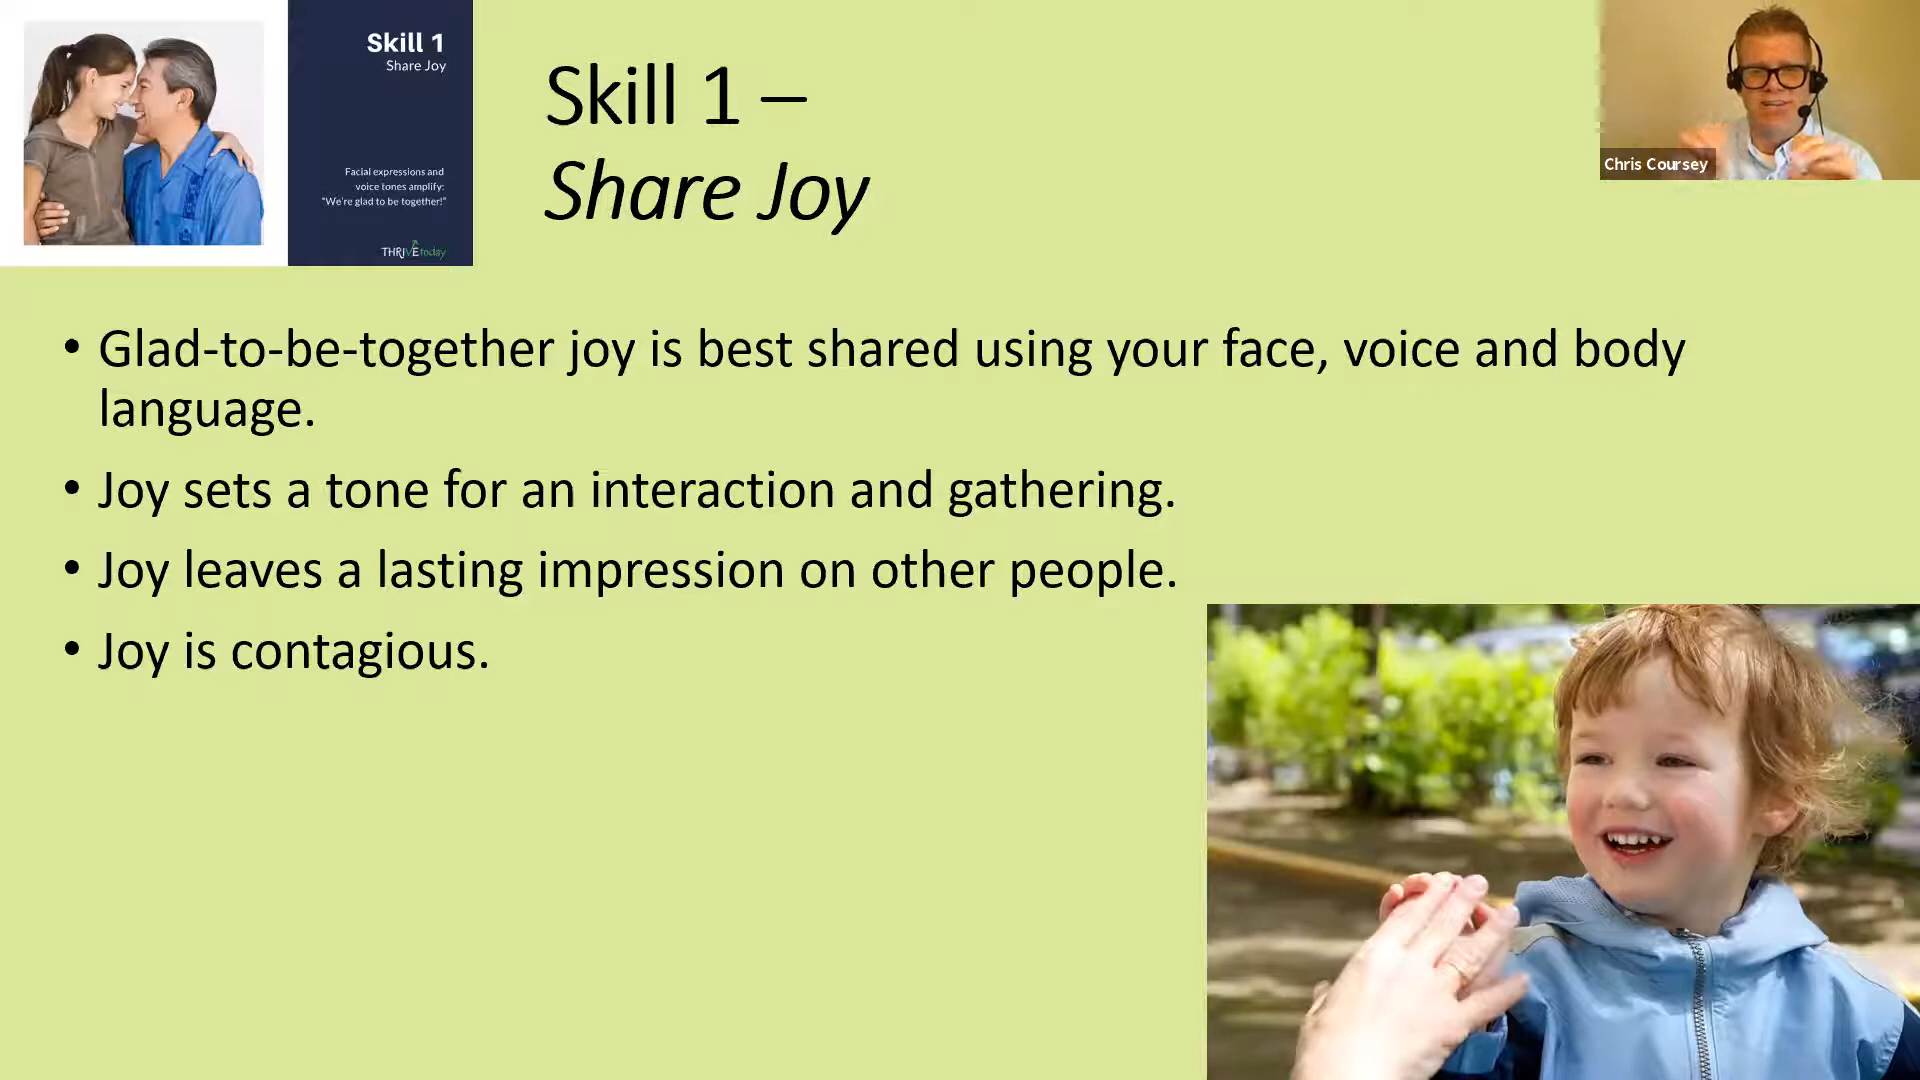 Skill 1
Share Joy
Facial expressions and
voice tones amplify:
"We're glad to be together!"
THRIVEtoday
Skill 1 –
Share Joy
Chris Coursey
• Glad-to-be-together joy is best shared using your face, voice and body
language.
• Joy sets a tone for an interaction and gathering.
• Joy leaves a lasting impression on other people.
• Joy is contagious.